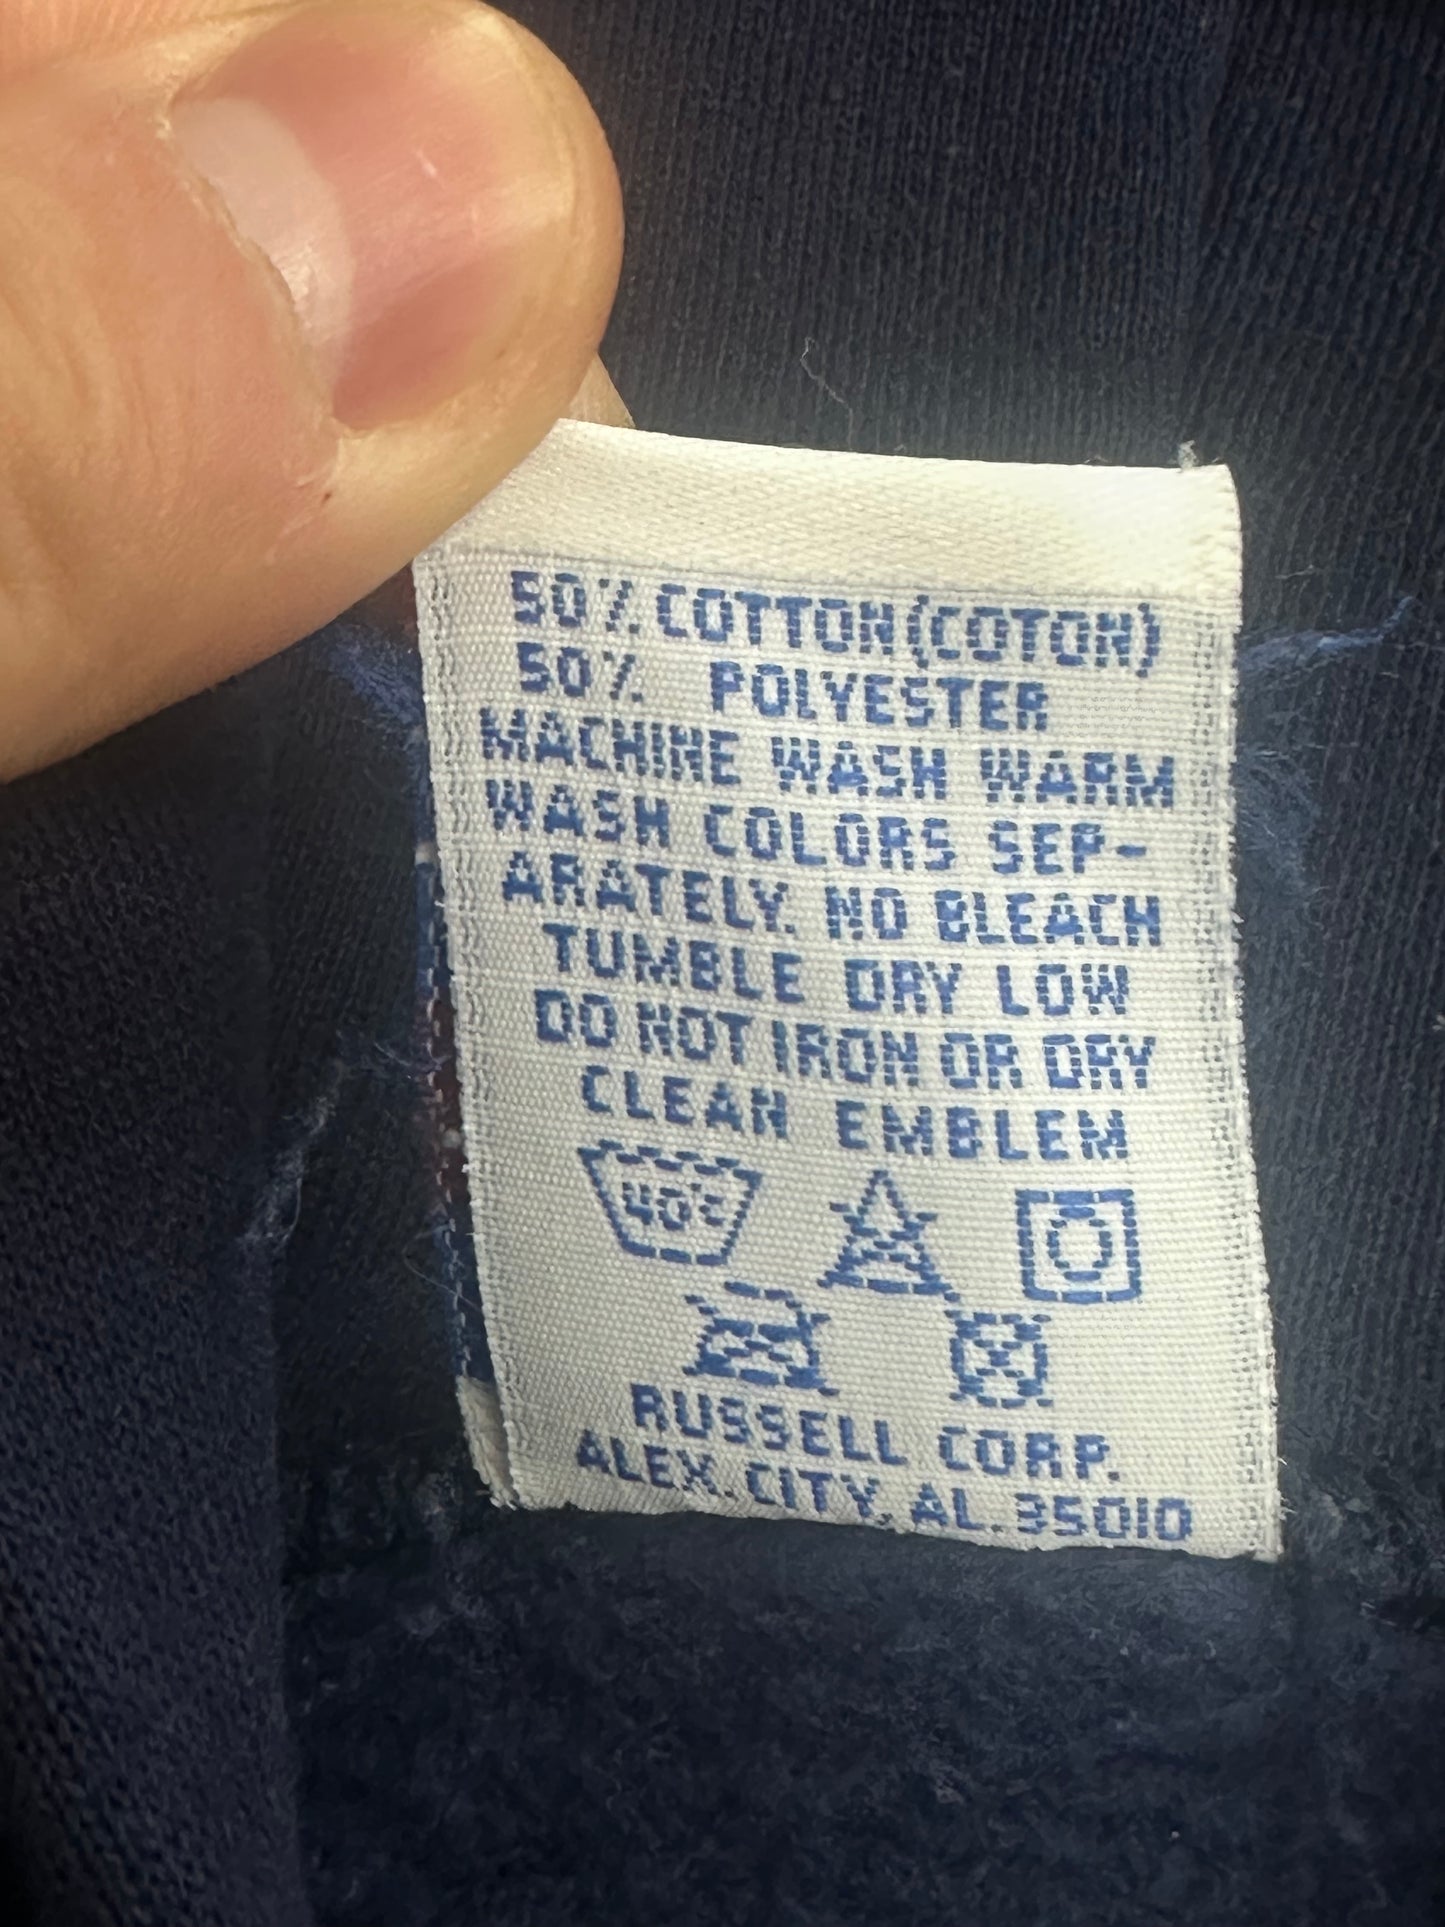 50% COTTON (COTON)
50% POLYESTER
MACHINE WASH WARM
WASH COLORS SEP-
ARATELY. NO BLEACH
TUMBLE DRY LOW
DO NOT IRON OR DRY
CLEAN EMBLEM
40°C
RUSSELL CORP.
ALEX. CITY, AL. 35010